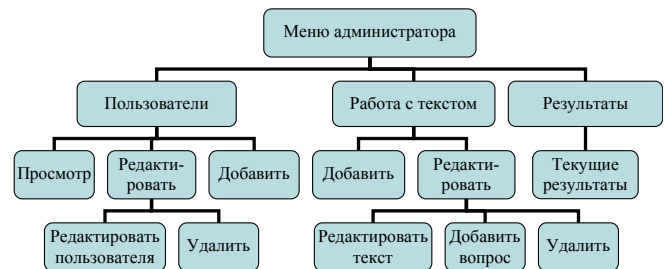 Меню администратора
Пользователи
Работа с текстом
Результаты
Просмотр
Редакти-
ровать
Добавить
Добавить
Редакти-
ровать
Текущие
результаты
Редактировать
пользователя
Удалить
Редактировать
текст
Добавить
вопрос
Удалить